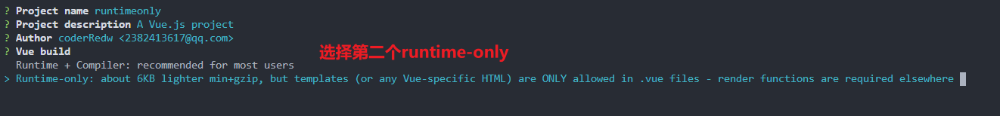 ? Project name runtimeonly
? Project description A Vue.js project
? Author coderRedw <2382413617@qq.com>
? Vue build
选择第二个runtime-only
Runtime + Compiler: recommended for most users
> Runtime-only: about 6KB lighter min+gzip, but templates (or any Vue-specific HTML) are ONLY allowed in .vue files - render functions are required elsewhere